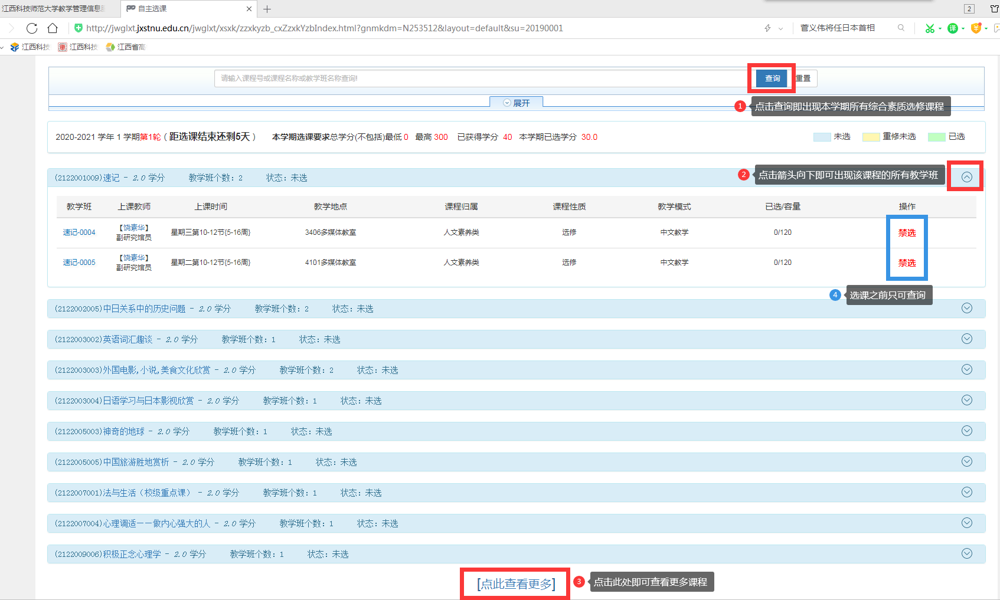 江西科技师范大学教学管理信息服
自主选课
2
http://jwglxt.jxstnu.edu.cn/jwglxt/xsxk/zzxkyzb_cxZzxkYzbIndex.html?gnmkdm=N253512&layout=default&su=20190001
菅义伟将任日本首相
译
江西科技
江西科技
江西省高
请输入课程号或课程名称或教学班名称查询!
查询
重置
展开
1 点击查询即出现本学期所有综合素质选修课程
2020-2021 学年 1 学期第1轮 ( 距选课结束还剩5天 ) 本学期选课要求总学分(不包括)最低 0 最高 300 已获得学分 40 本学期已选学分 30.0
未选 重修未选 已选
(2122001009)速记 - 2.0 学分 教学班个数: 2 状态: 未选
2 点击箭头向下即可出现该课程的所有教学班
教学班 上课教师 上课时间 教学地点 课程归属 课程性质 教学模式 已选/容量 操作
速记-0004 【饶素华】 副研究馆员 星期三第10-12节{5-16周} 3406多媒体教室 人文素养类 选修 中文教学 0/120 禁选
速记-0005 【饶素华】 副研究馆员 星期二第10-12节{5-16周} 4101多媒体教室 人文素养类 选修 中文教学 0/120 禁选
4 选课之前只可查询
(2122002005)中日关系中的历史问题 - 2.0 学分 教学班个数: 2 状态: 未选
(2122003002)英语词汇趣谈 - 2.0 学分 教学班个数: 1 状态: 未选
(2122003003)外国电影,小说,美食文化欣赏 - 2.0 学分 教学班个数: 2 状态: 未选
(2122003004)日语学习与日本影视欣赏 - 2.0 学分 教学班个数: 1 状态: 未选
(2122005003)神奇的地球 - 2.0 学分 教学班个数: 1 状态: 未选
(2122005005)中国旅游胜地赏析 - 2.0 学分 教学班个数: 1 状态: 未选
(2122007001)法与生活（校级重点课） - 2.0 学分 教学班个数: 1 状态: 未选
(2122007004)心理调适——做内心强大的人 - 2.0 学分 教学班个数: 1 状态: 未选
(2122009006)积极正念心理学 - 2.0 学分 教学班个数: 1 状态: 未选
[点此查看更多]
3 点击此处即可查看更多课程